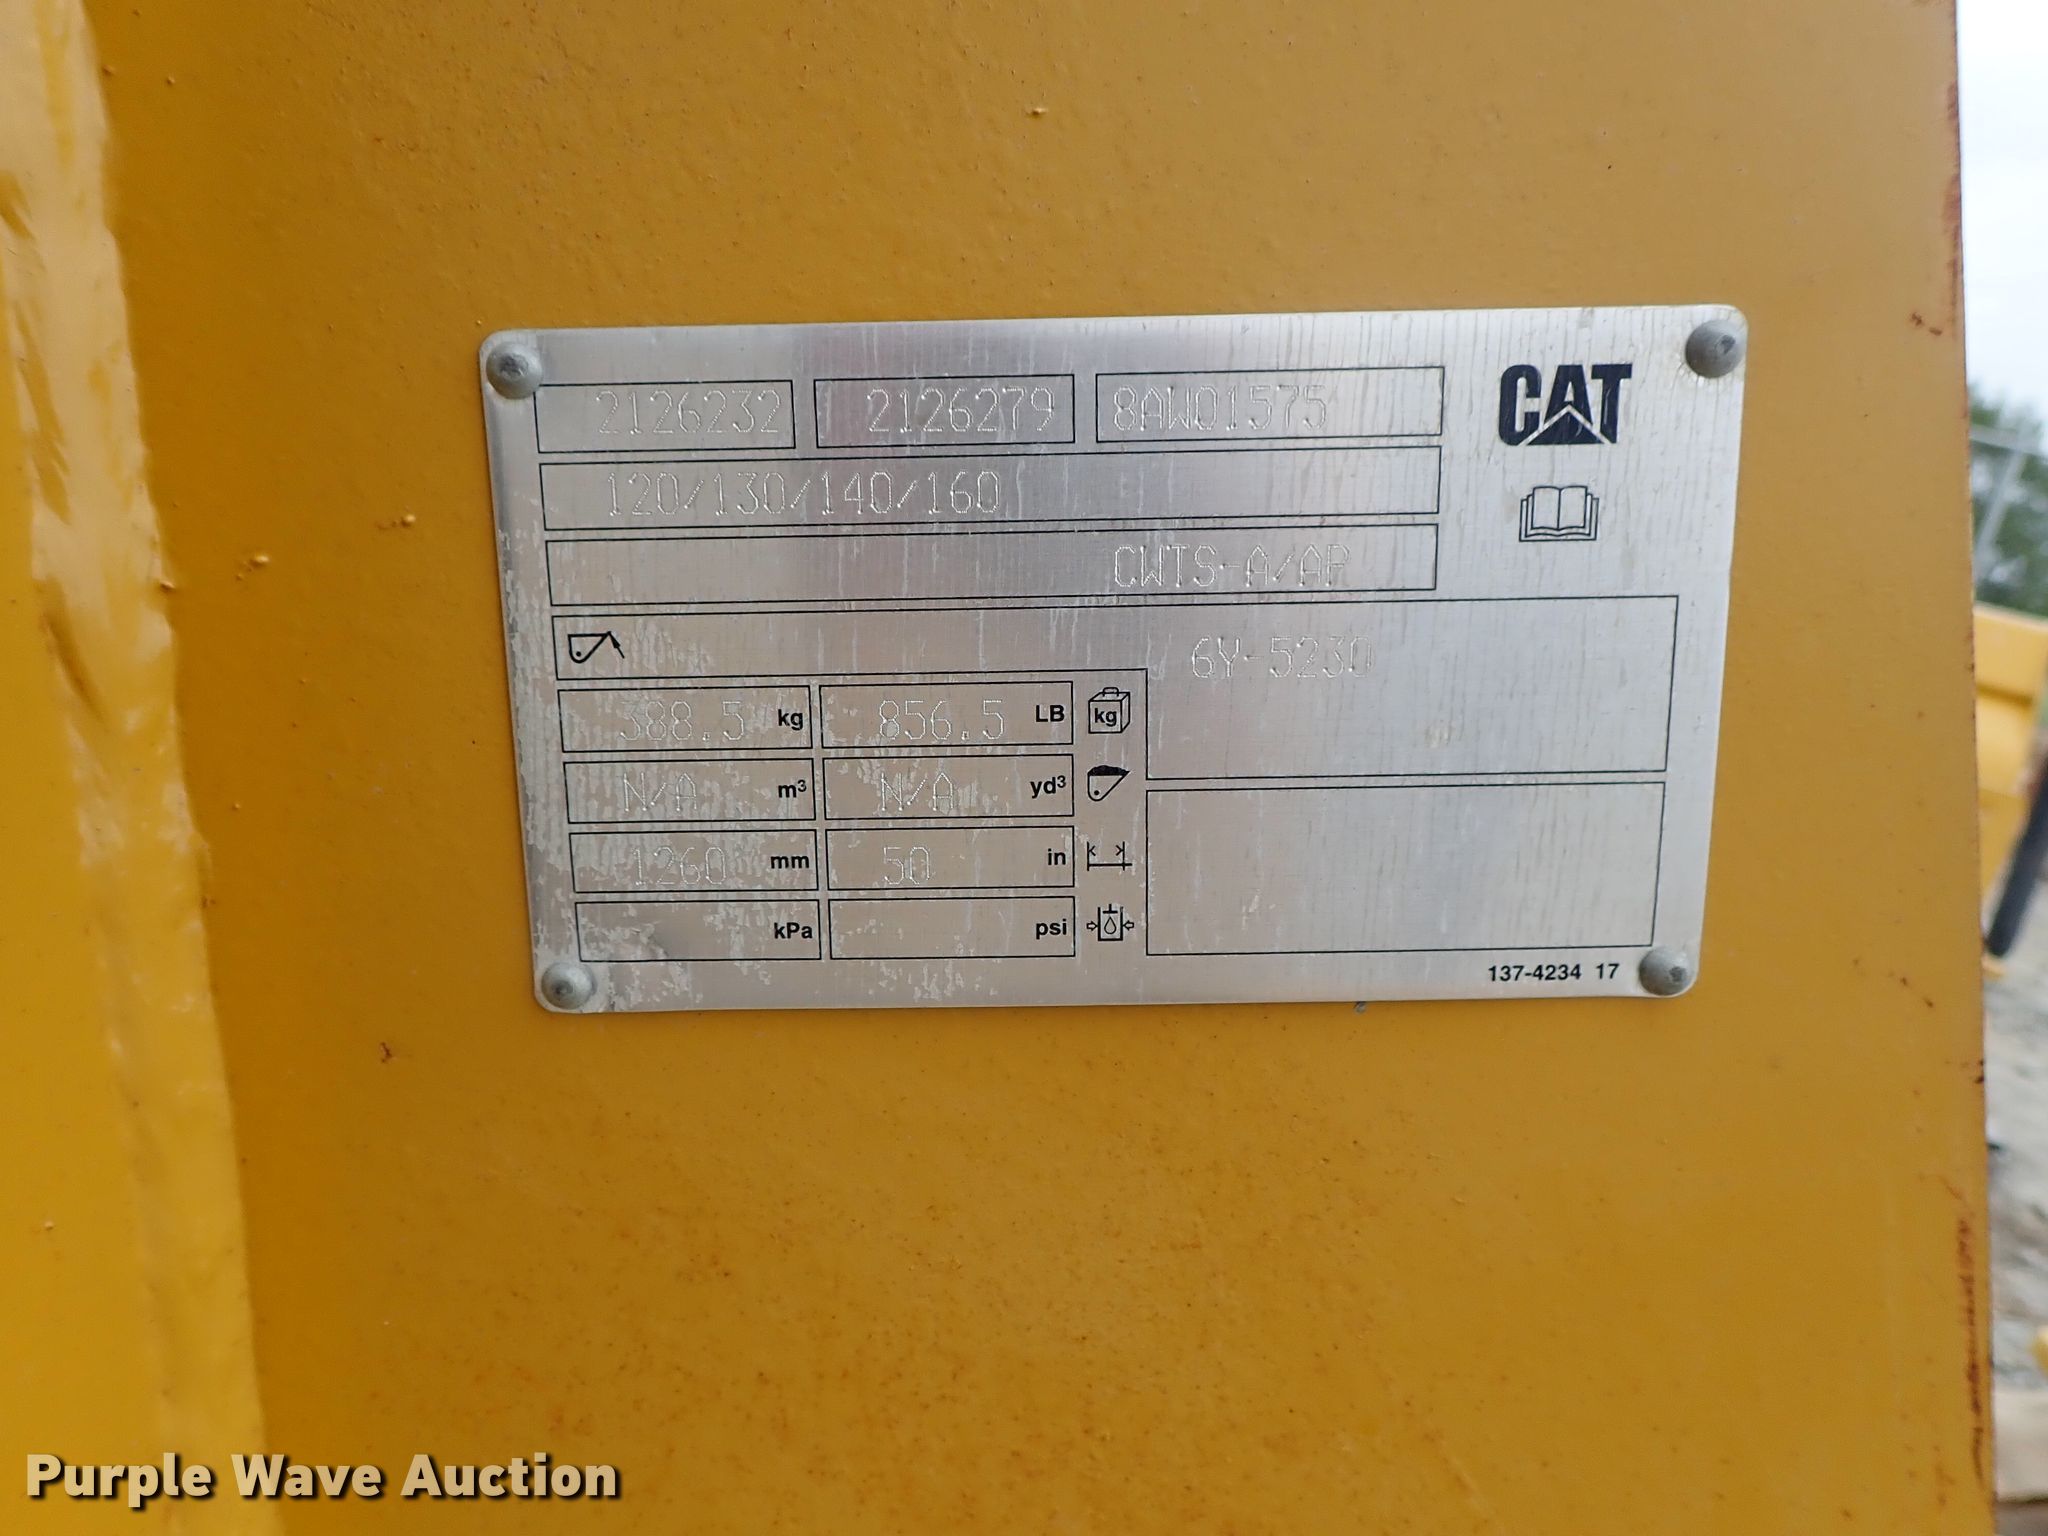 2126232 2126279 8AW01575 CAT
120/130/140/160
CWTS-A/AP
6Y-5230
388.5 kg 856.5 LB kg
N/A m³ N/A yd³
1260 mm 50 in
kPa psi
137-4234 17
Purple Wave Auction